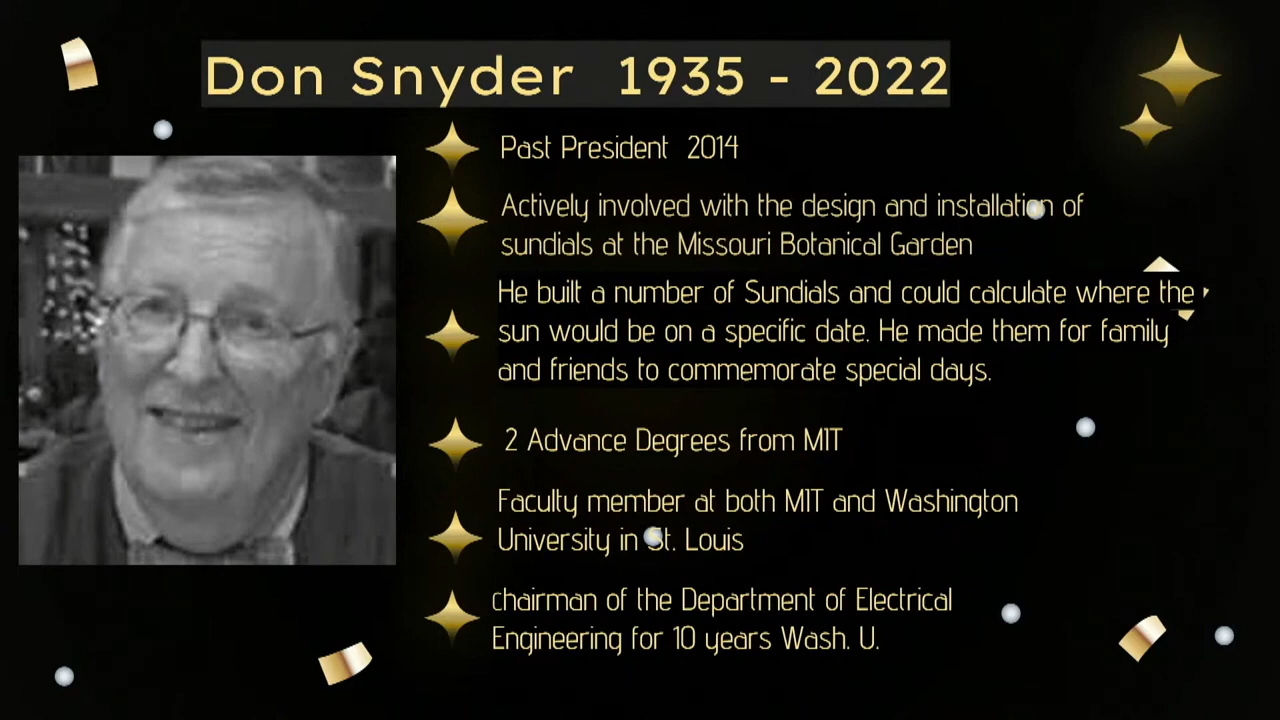 Don Snyder 1935 - 2022
Past President 2014
Actively involved with the design and installation of
sundials at the Missouri Botanical Garden
He built a number of Sundials and could calculate where the
sun would be on a specific date. He made them for family
and friends to commemorate special days.
2 Advance Degrees from MIT
Faculty member at both MIT and Washington
University in St. Louis
chairman of the Department of Electrical
Engineering for 10 years Wash. U.